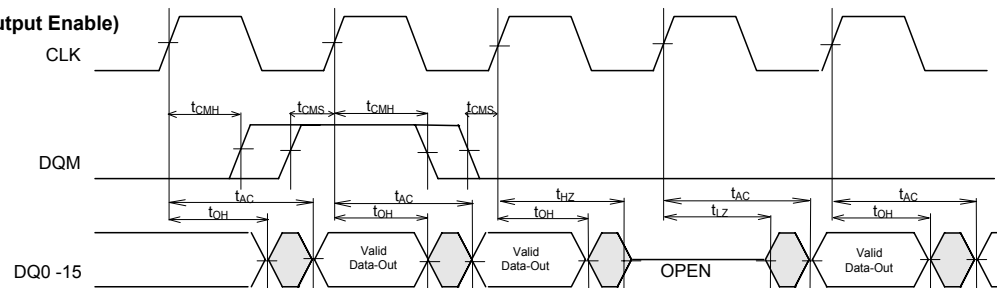 utput Enable)
CLK
tCMH tCMS tCMH tCMS
DQM
tAC tAC tHZ tAC tAC
tOH tOH tOH tLZ tOH
Valid Valid Valid
Data-Out Data-Out Data-Out
DQ0 -15 OPEN